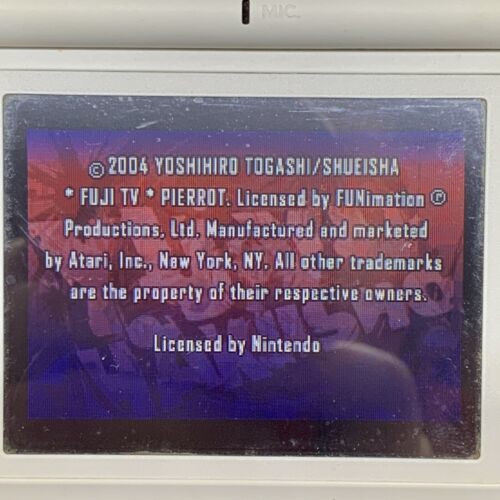 MIC.
© 2004 YOSHIHIRO TOGASHI/SHUEISHA
* FUJI TV * PIERROT. Licensed by FUNimation ®
Productions, Ltd. Manufactured and marketed
by Atari, Inc., New York, NY. All other trademarks
are the property of their respective owners.
Licensed by Nintendo